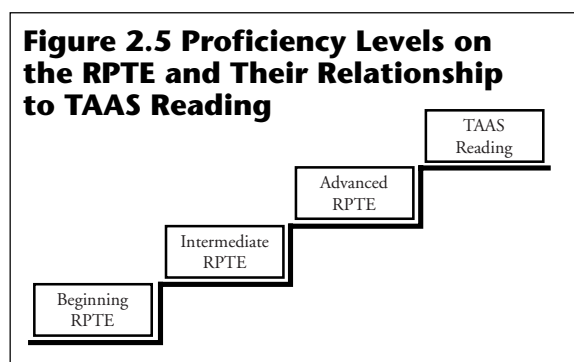 Figure 2.5 Proficiency Levels on
the RPTE and Their Relationship
to TAAS Reading
TAAS
Reading
Advanced
RPTE
Intermediate
RPTE
Beginning
RPTE